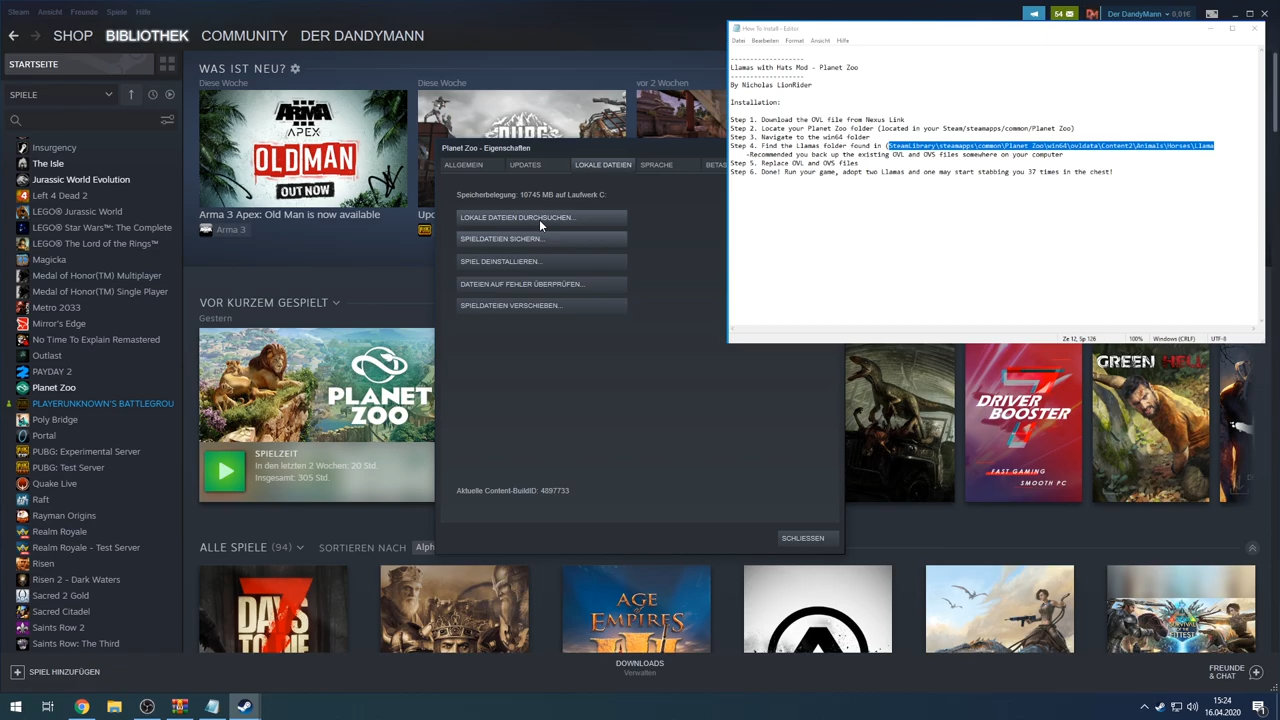 Steam Ansicht Freunde Spiele Hilfe
54
Der DandyMann 0,01€
BIBLIOTHEK
DER DANDYMANN
WAS IST NEU?
Diese Woche
Diese Woche
vor 2 Wochen
ARMA III
APEX:
OLDMAN
OUT NOW
Arma 3 Apex: Old Man is now available
Arma 3
Left 4 Dead 2
LEGO® Jurassic World
LEGO® Star Wars™: The Complete
LEGO® The Lord of the Rings™
Magicka
Medal of Honor(TM) Multiplayer
Medal of Honor(TM) Single Player
Metro 2033
Mirror's Edge
No Time To Explain Remastered
Outlast
PAYDAY 2
Planet Zoo
PLAYERUNKNOWN'S BATTLEGROU
Poly Bridge
Portal
PUBG: Experimental Server
PUBG: Test Server
Quake Live
Raft
Rayman Origins
Realm Royale
Realm Royale - Test Server
Risen
Risen 2 - Dark Waters
Sacred 2 Gold
Sacred Citadel
Saints Row 2
Saints Row: The Third
SPIEL HINZUFÜGEN
VOR KURZEM GESPIELT
Gestern
PLANET
ZOO
SPIELZEIT
In den letzten 2 Wochen: 20 Std.
Insgesamt: 305 Std.
ALLE SPIELE (94)
SORTIEREN NACH
Alph
Planet Zoo – Eigenschaften
ALLGEMEIN UPDATES LOKALE DATEIEN SPRACHE BETAS
Speicherbelegung: 10745 MB auf Laufwerk C:
LOKALE DATEIEN DURCHSUCHEN...
SPIELDATEIEN SICHERN...
SPIEL DEINSTALLIEREN...
DATEIEN AUF FEHLER ÜBERPRÜFEN...
SPIELDATEIEN VERSCHIEBEN...
Aktuelle Content-BuildID: 4897733
SCHLIESSEN
How To Install - Editor
Datei Bearbeiten Format Ansicht Hilfe
-------------------
Llamas with Hats Mod - Planet Zoo
-------------------
By Nicholas LionRider
Installation:
Step 1. Download the OVL file from Nexus Link
Step 2. Locate your Planet Zoo folder (located in your Steam/steamapps/common/Planet Zoo)
Step 3. Navigate to the win64 folder
Step 4. Find the Llamas folder found in (SteamLibrary\steamapps\common\Planet Zoo\win64\ovldata\Content2\Animals\Horses\Llama
-Recommended you back up the existing OVL and OVS files somewhere on your computer
Step 5. Replace OVL and OVS files
Step 6. Done! Run your game, adopt two Llamas and one may start stabbing you 37 times in the chest!
Ze 12, Sp 126 100% Windows (CRLF) UTF-8
DRIVER
BOOSTER
FAST GAMING
SMOOTH PC
GREEN HELL
DAYS
AGE
OF
EMPIRES
SURVIVAL
OF THE
FITTEST
DOWNLOADS
Verwalten
FREUNDE
& CHAT
15:24
16.04.2020